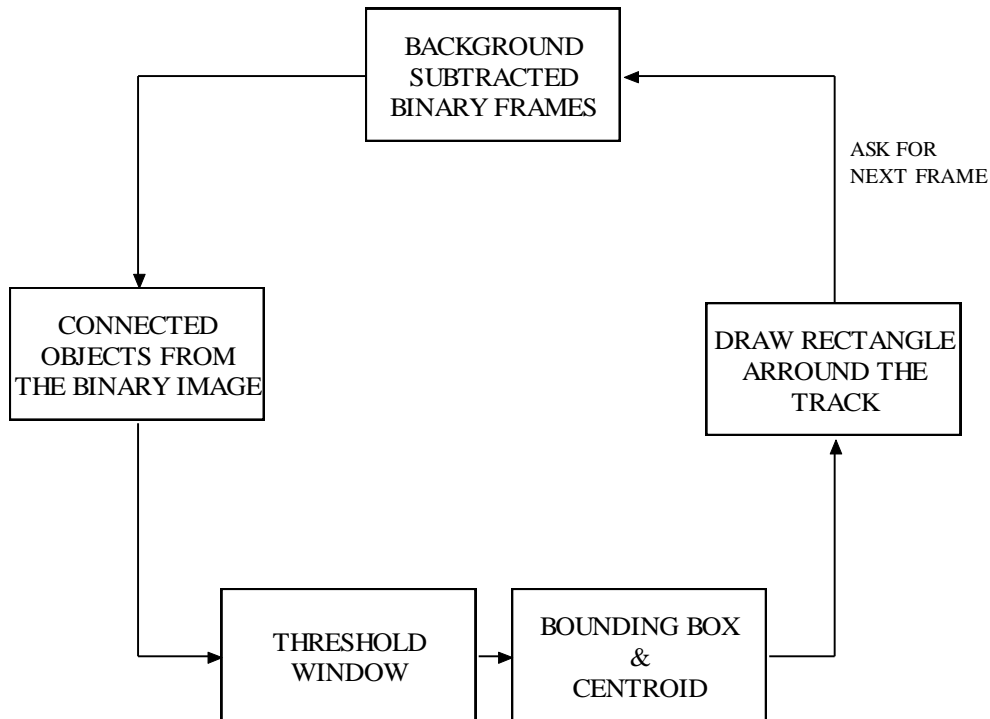 BACKGROUND
SUBTRACTED
BINARY FRAMES
ASK FOR
NEXT FRAME
CONNECTED
OBJECTS FROM
THE BINARY IMAGE
DRAW RECTANGLE
ARROUND THE
TRACK
THRESHOLD
WINDOW
BOUNDING BOX
&
CENTROID